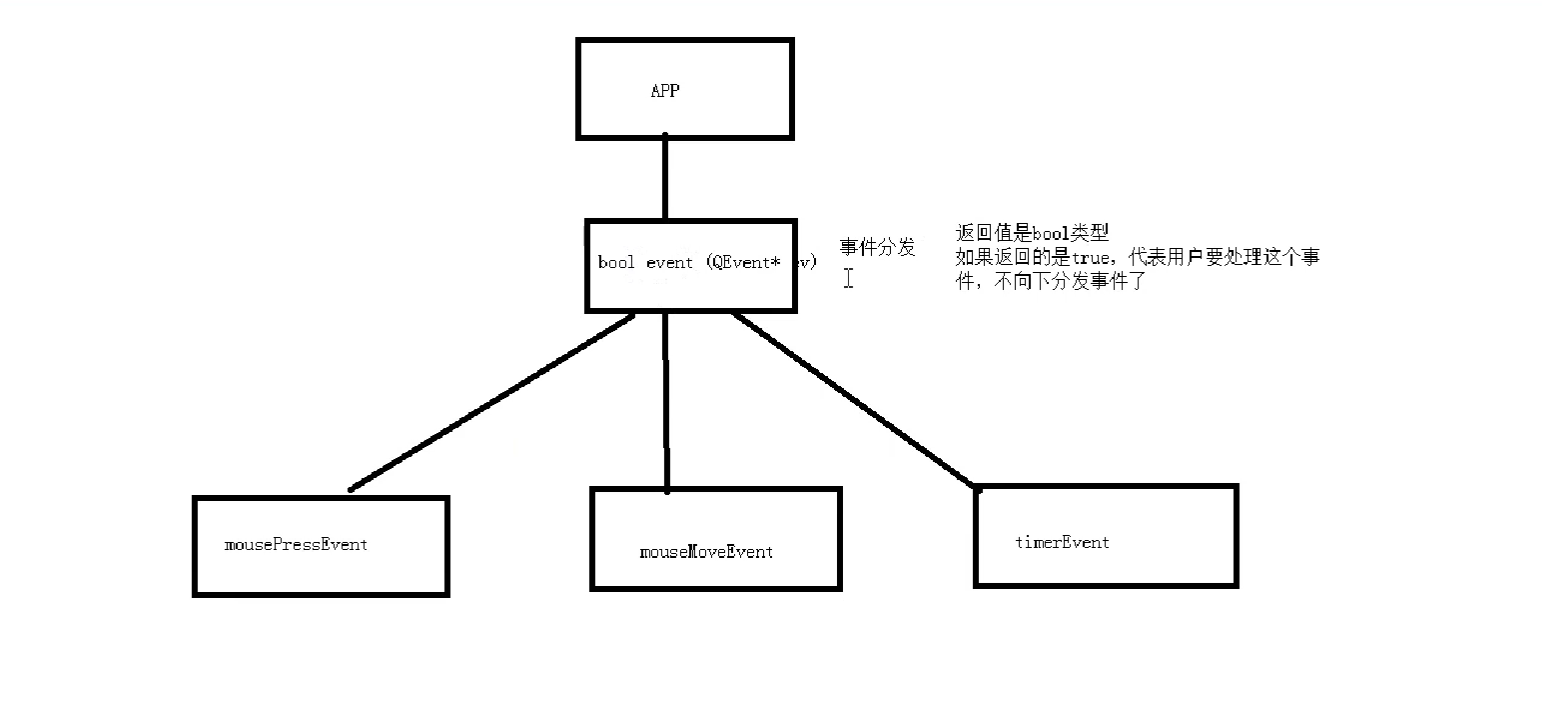 APP
bool event (QEvent* ev)
事件分发
返回值是bool类型
如果返回的是true，代表用户要处理这个事
件，不向下分发事件了
mousePressEvent
mouseMoveEvent
timerEvent